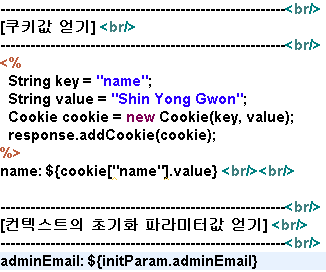 ------------------------------------------------------------<br/>
[쿠키값 얻기] <br/>
------------------------------------------------------------<br/>
<%
String key = "name";
String value = "Shin Yong Gwon";
Cookie cookie = new Cookie(key, value);
response.addCookie(cookie);
%>
name: ${cookie["name"].value} <br/><br/>
------------------------------------------------------------<br/>
[컨텍스트의 초기화 파라미터값 얻기] <br/>
------------------------------------------------------------<br/>
adminEmail: ${initParam.adminEmail}